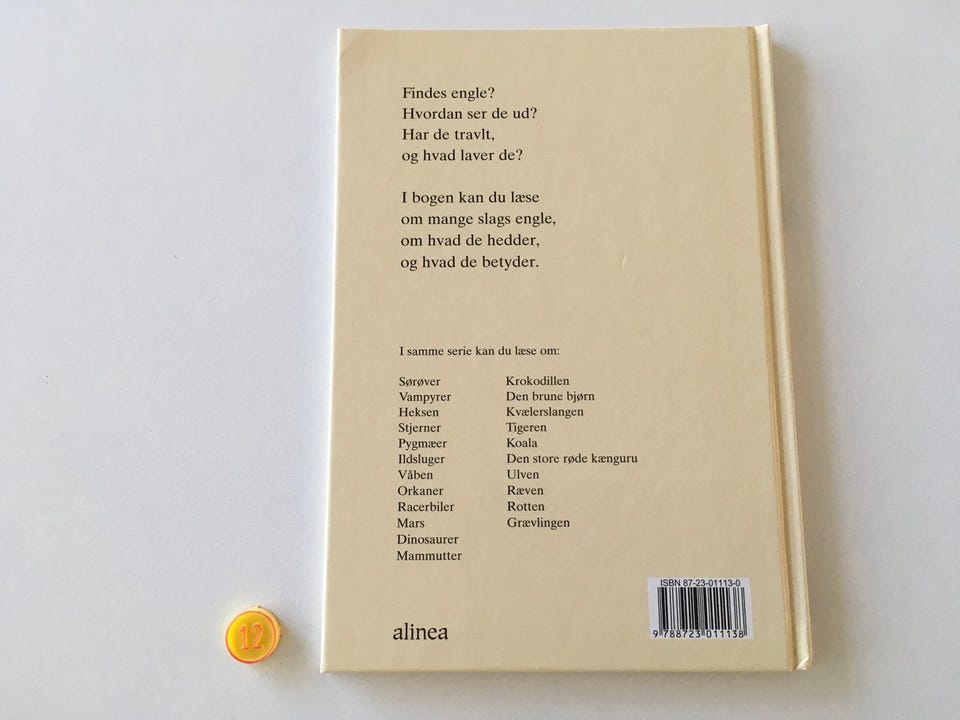 Findes engle?
Hvordan ser de ud?
Har de travlt,
og hvad laver de?
I bogen kan du læse
om mange slags engle,
om hvad de hedder,
og hvad de betyder.
I samme serie kan du læse om:
Sørøver
Vampyrer
Heksen
Stjerner
Pygmæer
Ildsluger
Våben
Orkaner
Racerbiler
Mars
Dinosaurer
Mammutter
Krokodillen
Den brune bjørn
Kvælerslangen
Tigeren
Koala
Den store røde kænguru
Ulven
Ræven
Rotten
Grævlingen
ISBN 87-23-01113-0
9 788723 011138
alinea
12